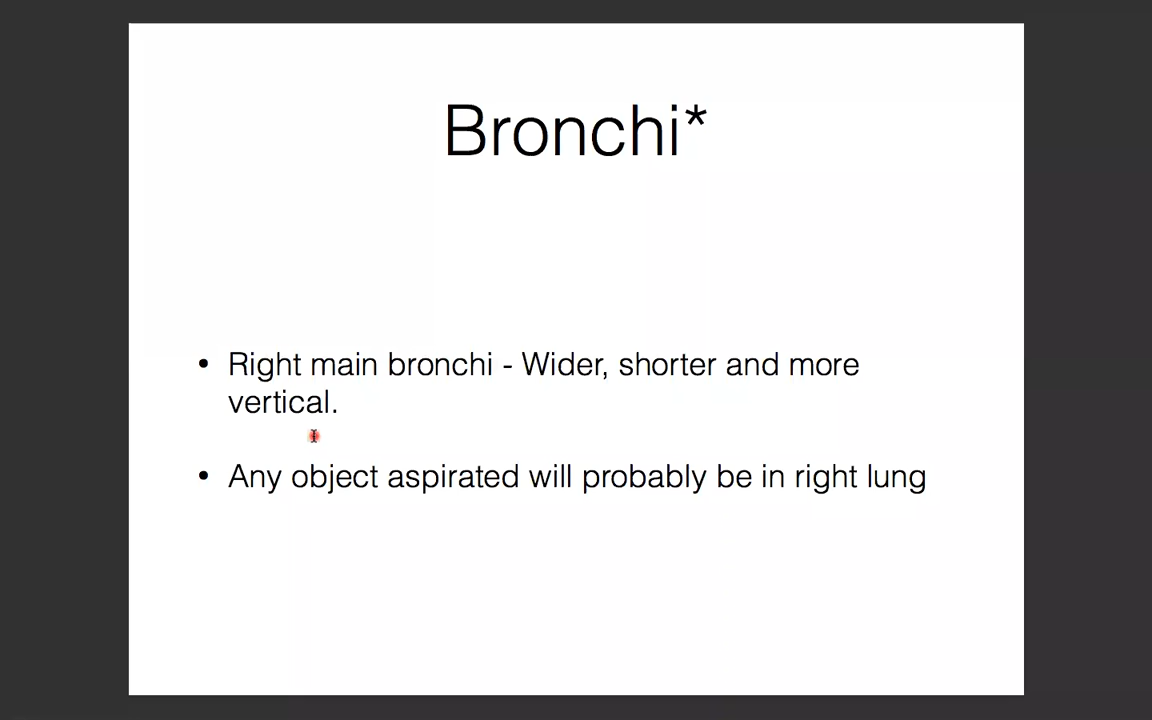 Bronchi*
• Right main bronchi - Wider, shorter and more
vertical.
• Any object aspirated will probably be in right lung